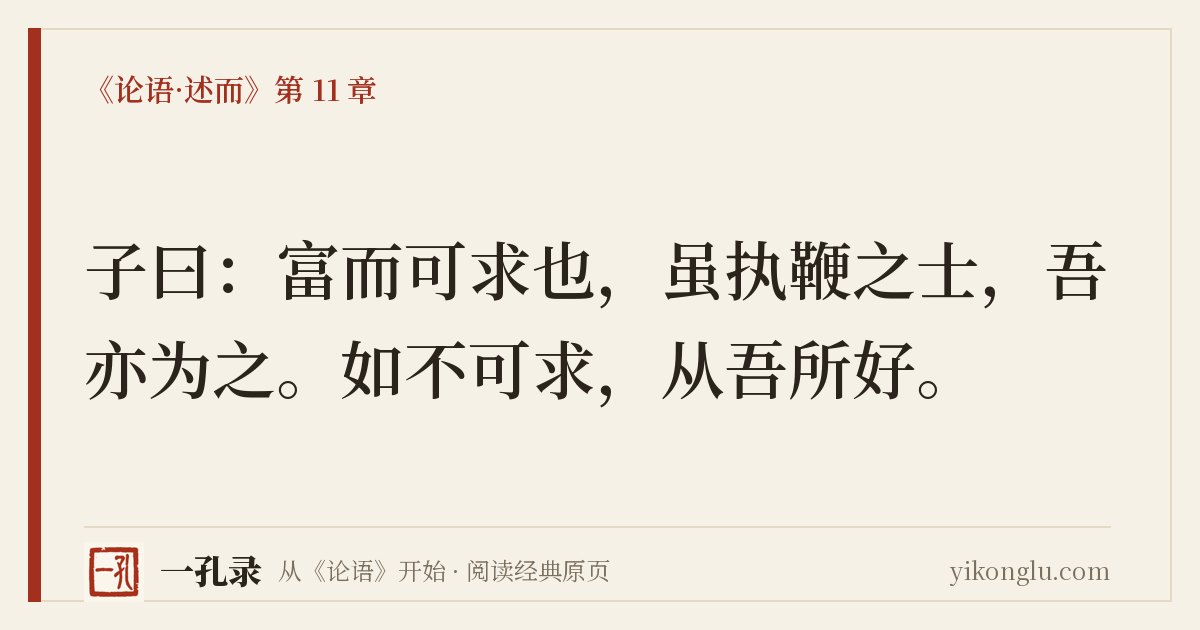 《论语·述而》第 11 章
子曰：富而可求也，虽执鞭之士，吾
亦为之。如不可求，从吾所好。
一孔
一孔录 从《论语》开始 · 阅读经典原页 yikonglu.com